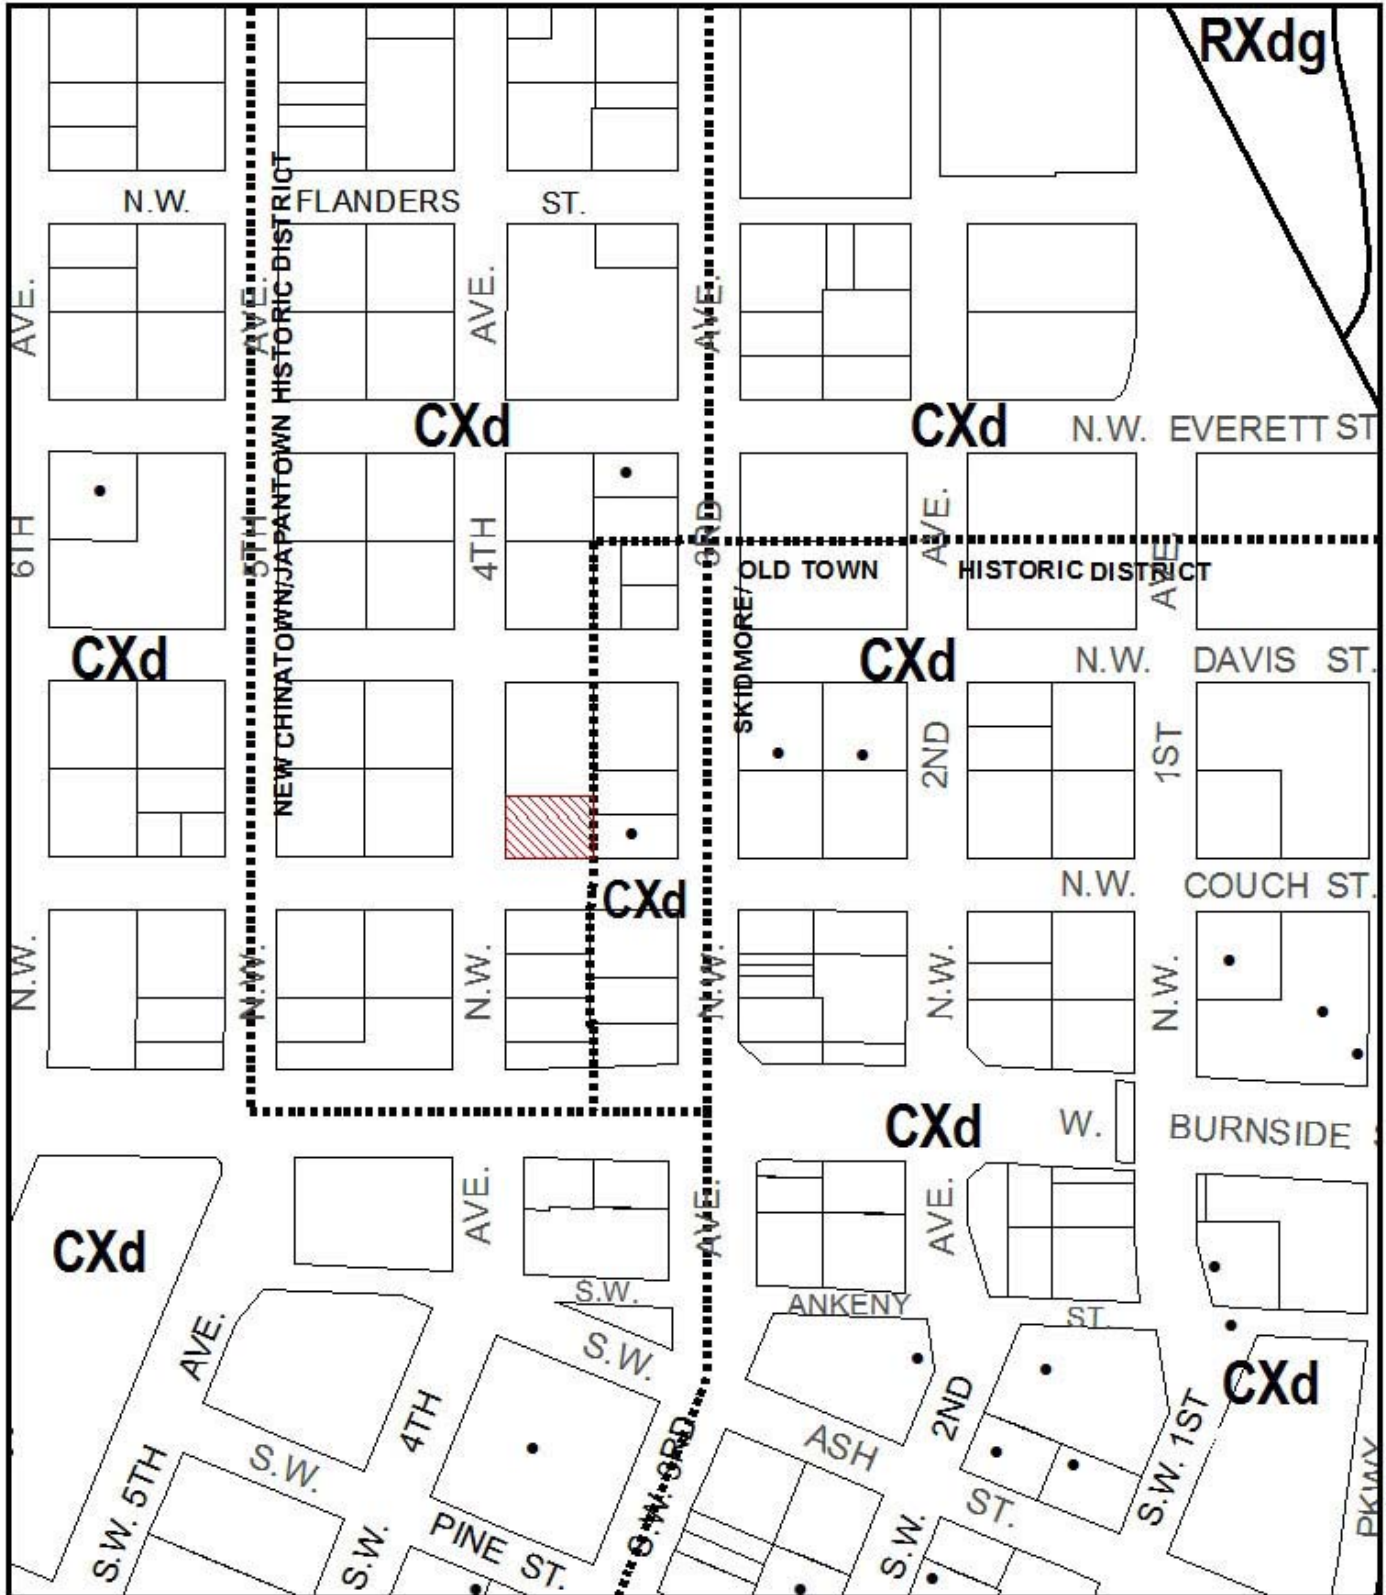 RXdg
N.W. FLANDERS ST.
NEW CHINATOWN/JAPANTOWN HISTORIC DISTRICT
AVE.
AVE.
AVE.
AVE.
CXd
CXd
N.W. EVERETT ST
6TH
5TH
4TH
3RD
AVE.
AVE.
SKIDMORE/
OLD TOWN HISTORIC DISTRICT
CXd
CXd
N.W. DAVIS ST.
2ND
1ST
CXd
N.W. COUCH ST.
N.W.
N.W.
N.W.
N.W.
N.W.
N.W.
CXd
W. BURNSIDE
AVE.
AVE.
AVE.
CXd
S.W.
ANKENY
ST.
AVE.
S.W.
CXd
4TH
2ND
S.W. 1ST
S.W. 3RD
ASH
S.W.
S.W. 5TH
S.W.
PINE ST.
S.W.
ST.
PKWY